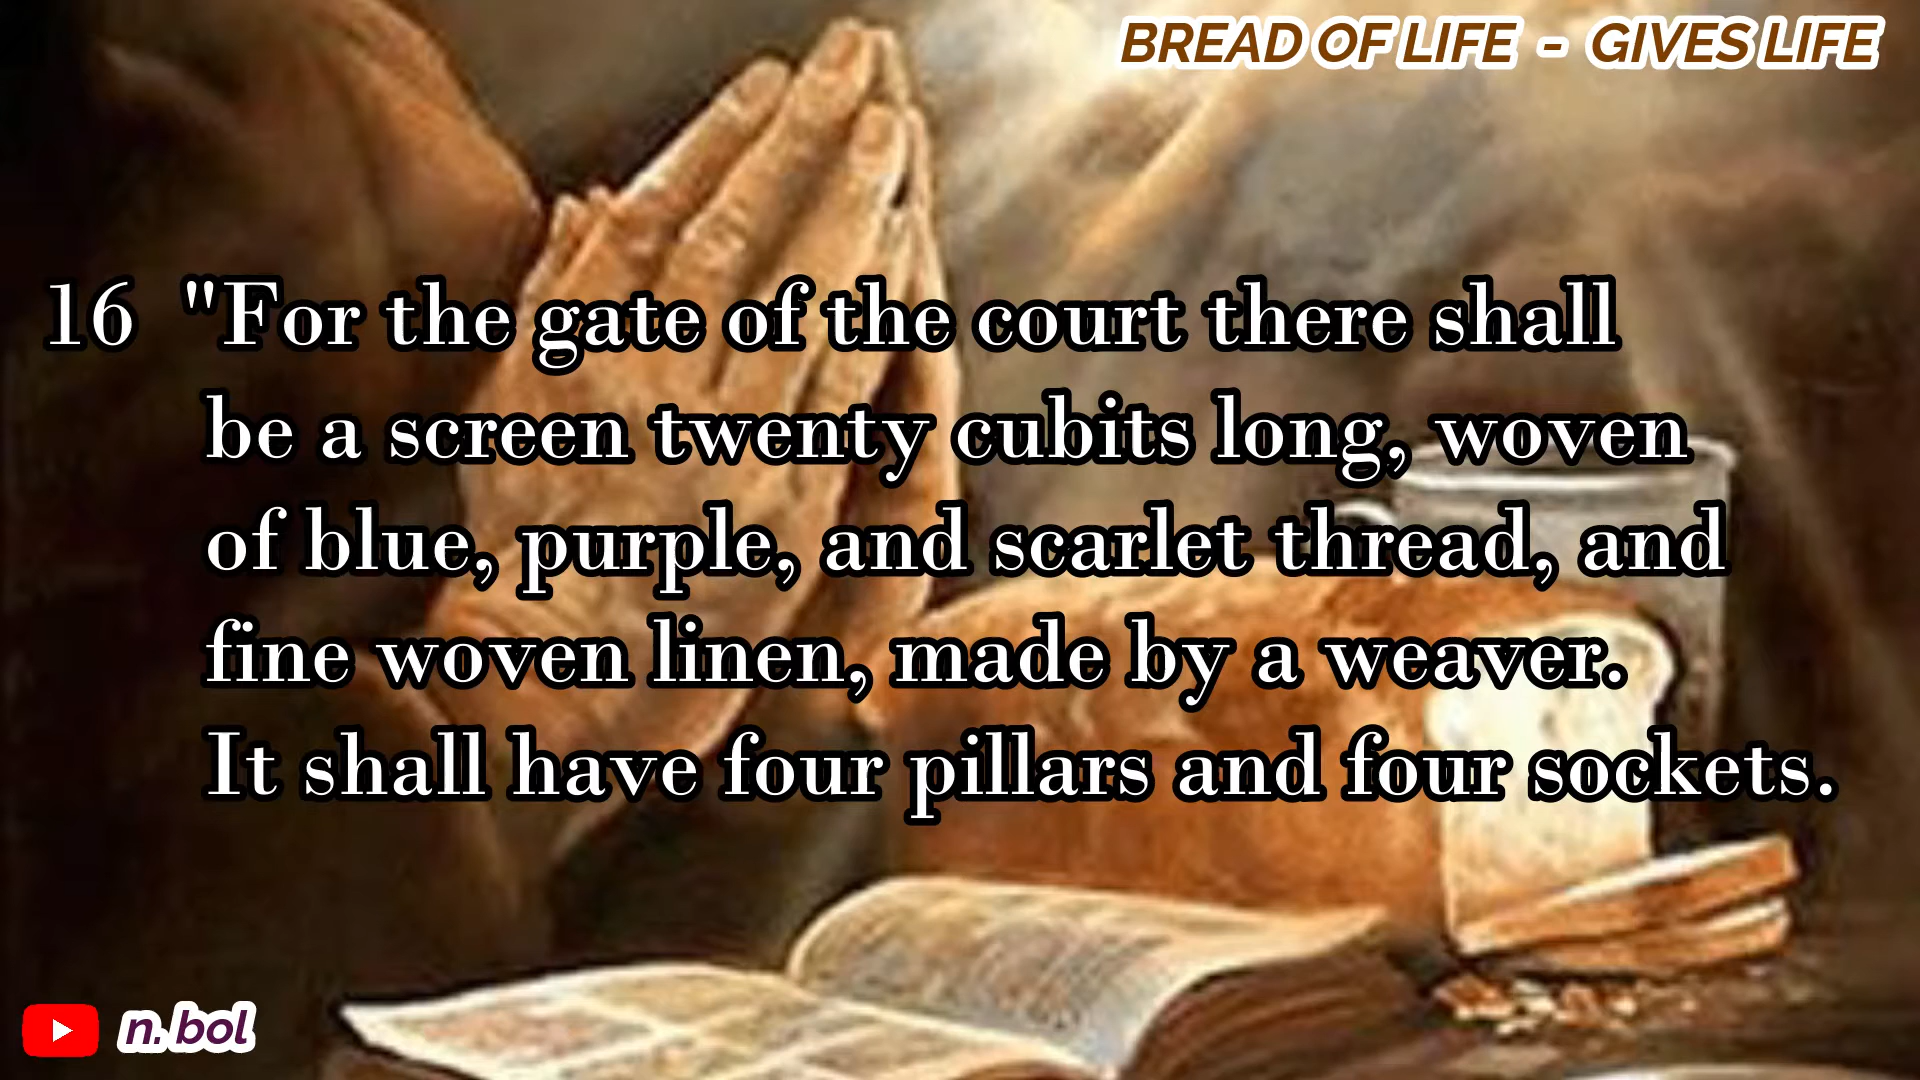 BREAD OF LIFE - GIVES LIFE
16 "For the gate of the court there shall
be a screen twenty cubits long, woven
of blue, purple, and scarlet thread, and
fine woven linen, made by a weaver.
It shall have four pillars and four sockets.
n. bol